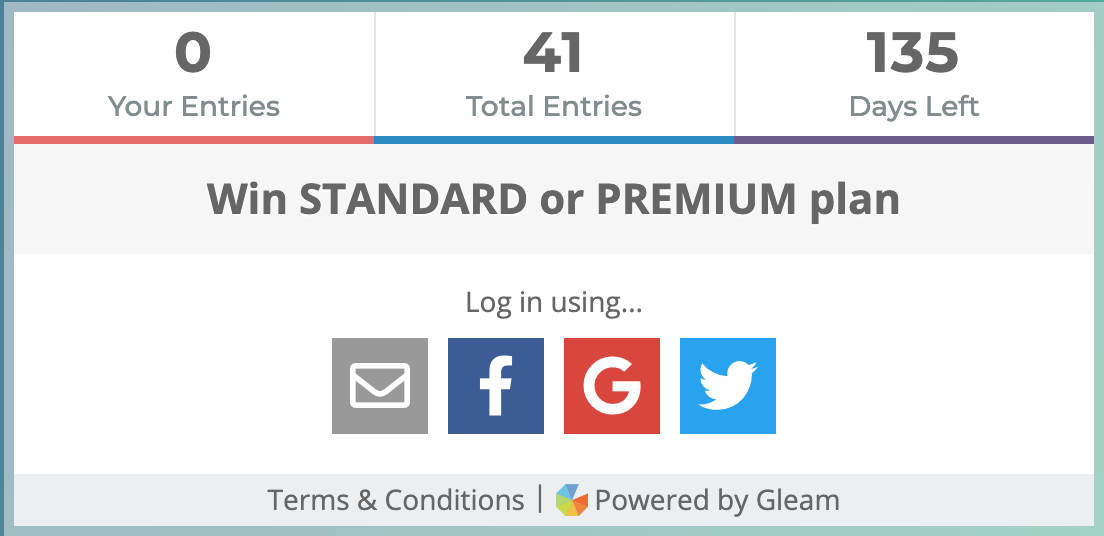 0
Your Entries
41
Total Entries
135
Days Left
Win STANDARD or PREMIUM plan
Log in using...
Terms & Conditions | Powered by Gleam